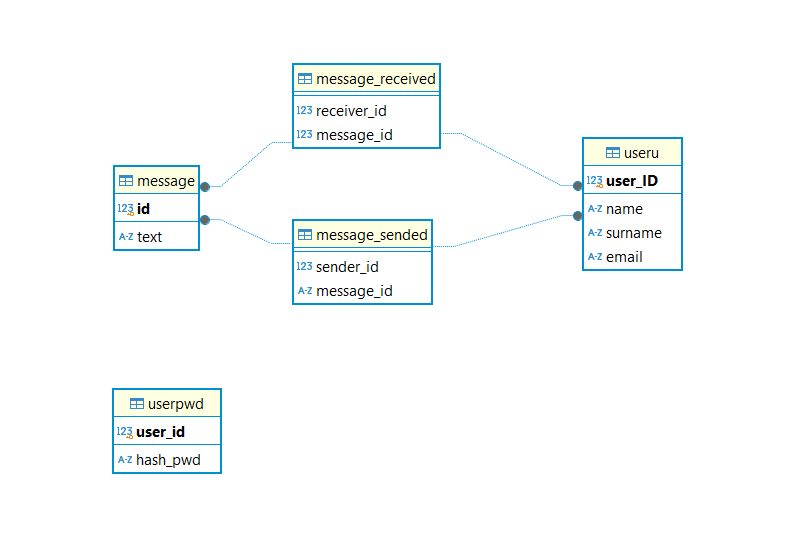 message_received
123 receiver_id
123 message_id
useru
123 user_ID
A-Z name
A-Z surname
A-Z email
message
123 id
A-Z text
message_sended
123 sender_id
A-Z message_id
userpwd
123 user_id
A-Z hash_pwd